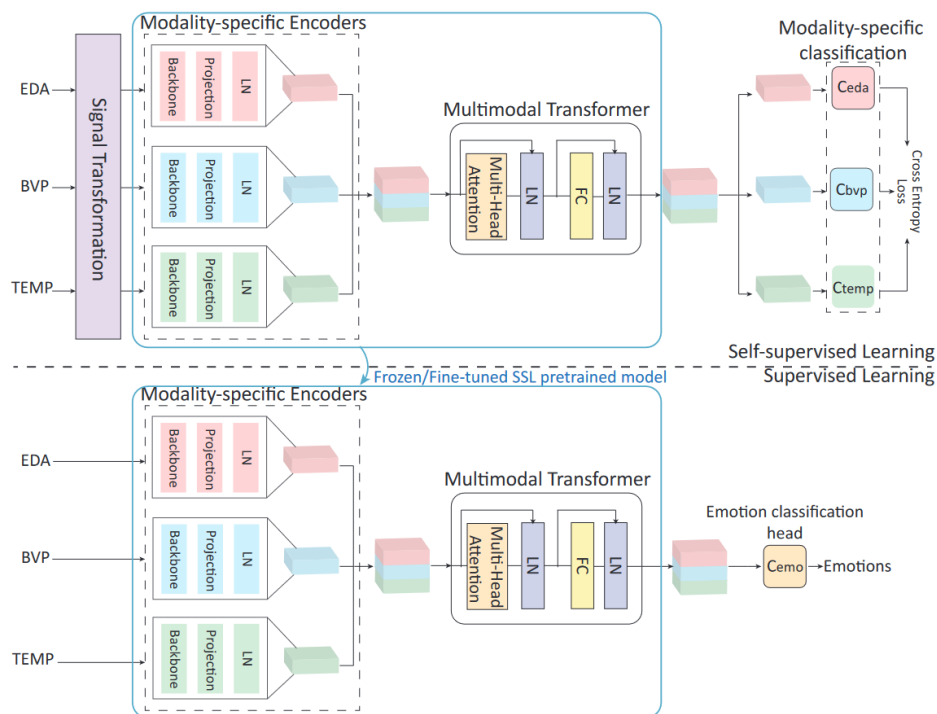 Modality-specific Encoders
Modality-specific
classification
EDA
BVP
TEMP
Signal Transformation
Backbone
Projection
LN
Backbone
Projection
LN
Backbone
Projection
LN
Multimodal Transformer
Multi-Head
Attention
LN
FC
LN
Ceda
Cbvp
Ctemp
Cross Entropy
Loss
Self-supervised Learning
Supervised Learning
Frozen/Fine-tuned SSL pretrained model
Modality-specific Encoders
EDA
BVP
TEMP
Backbone
Projection
LN
Backbone
Projection
LN
Backbone
Projection
LN
Multimodal Transformer
Multi-Head
Attention
LN
FC
LN
Emotion classification
head
Cemo
Emotions